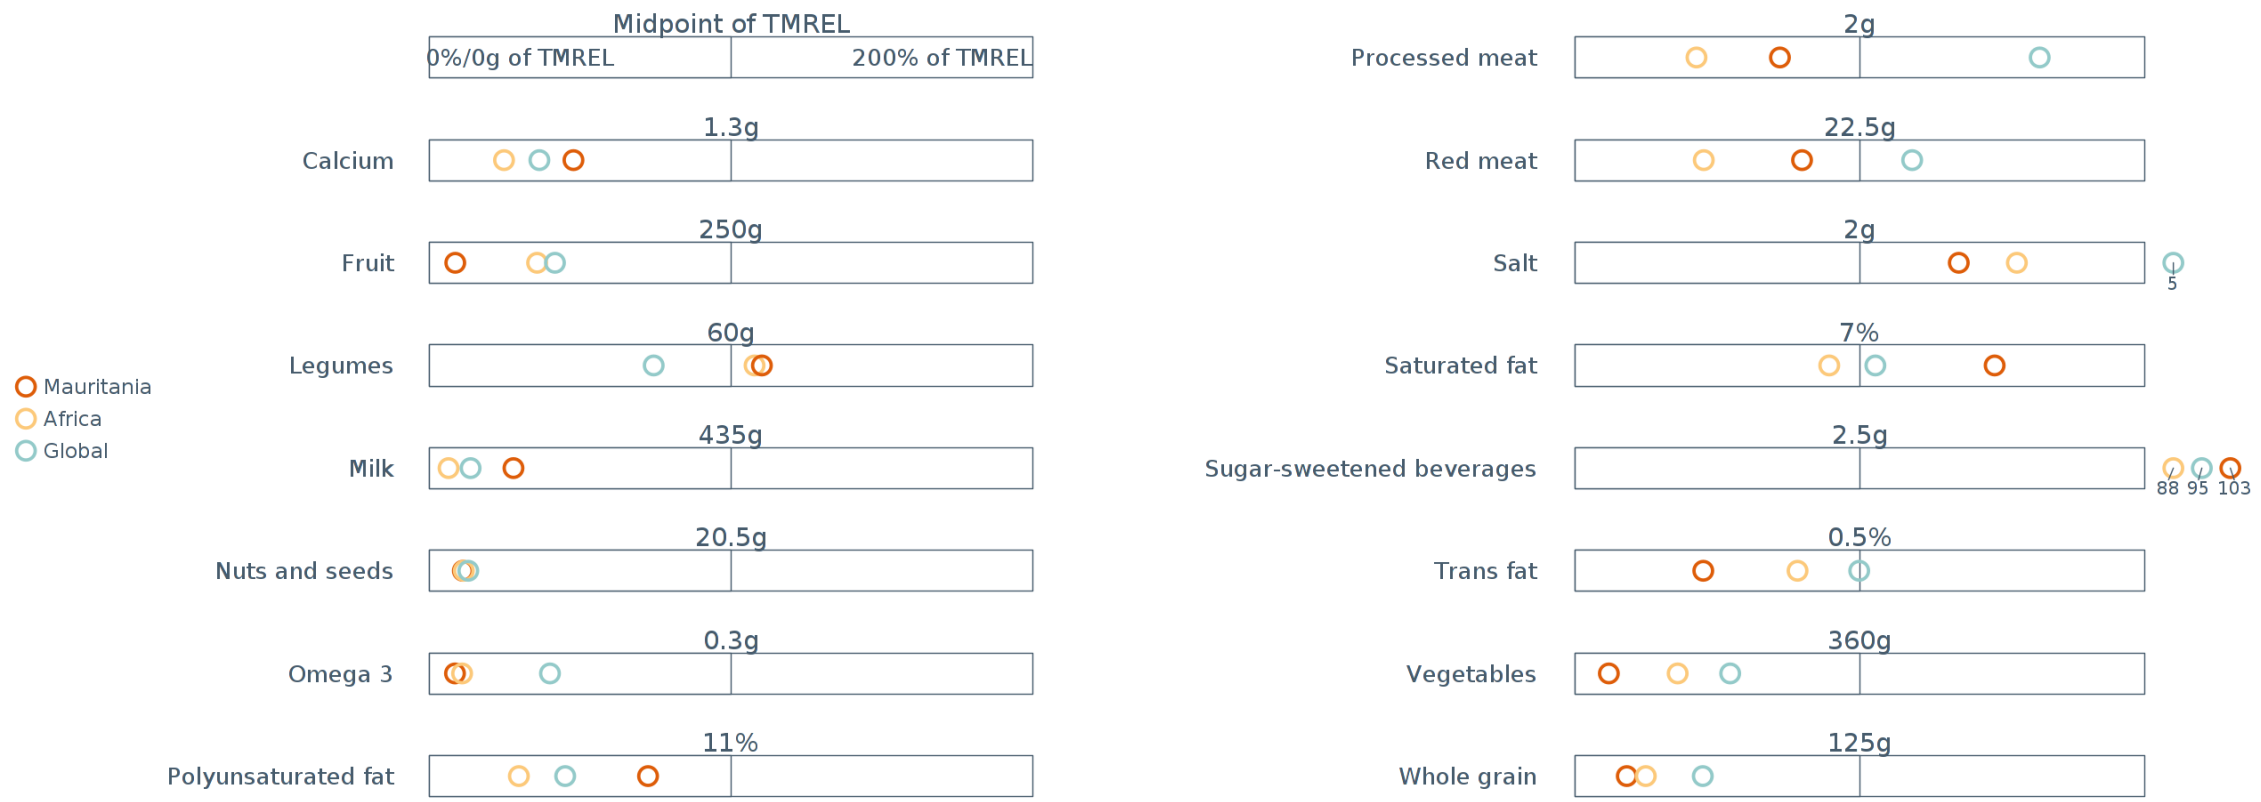 Midpoint of TMREL
0%/0g of TMREL
200% of TMREL
1.3g
Calcium
250g
Fruit
60g
Legumes
435g
Milk
20.5g
Nuts and seeds
0.3g
Omega 3
11%
Polyunsaturated fat
Mauritania
Africa
Global
2g
Processed meat
22.5g
Red meat
2g
Salt
5
7%
Saturated fat
2.5g
Sugar-sweetened beverages
88 95 103
0.5%
Trans fat
360g
Vegetables
125g
Whole grain